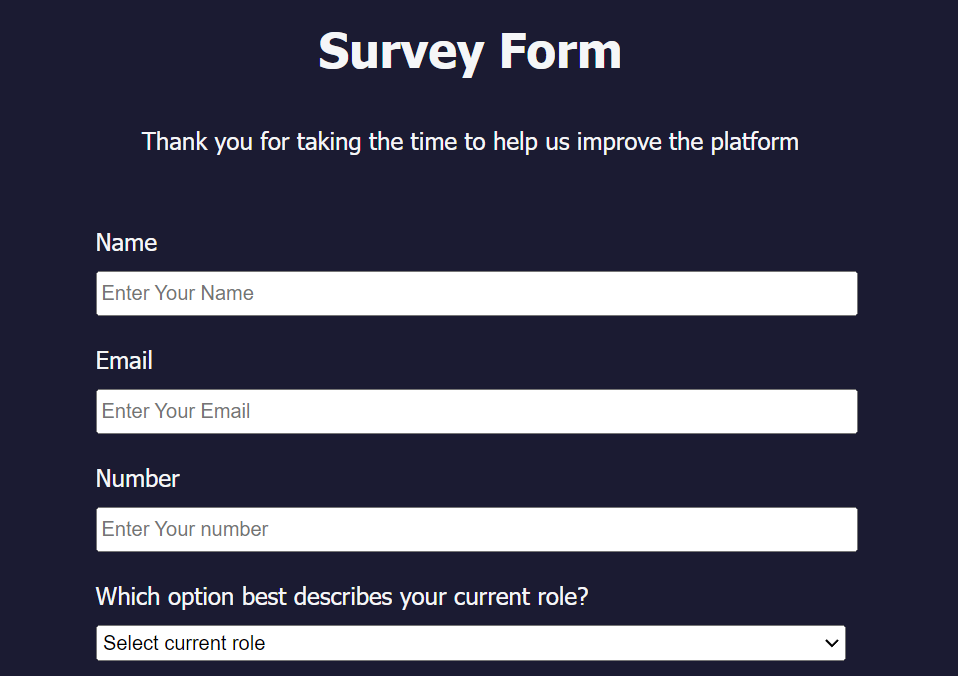 Survey Form
Thank you for taking the time to help us improve the platform
Name
Enter Your Name
Email
Enter Your Email
Number
Enter Your number
Which option best describes your current role?
Select current role